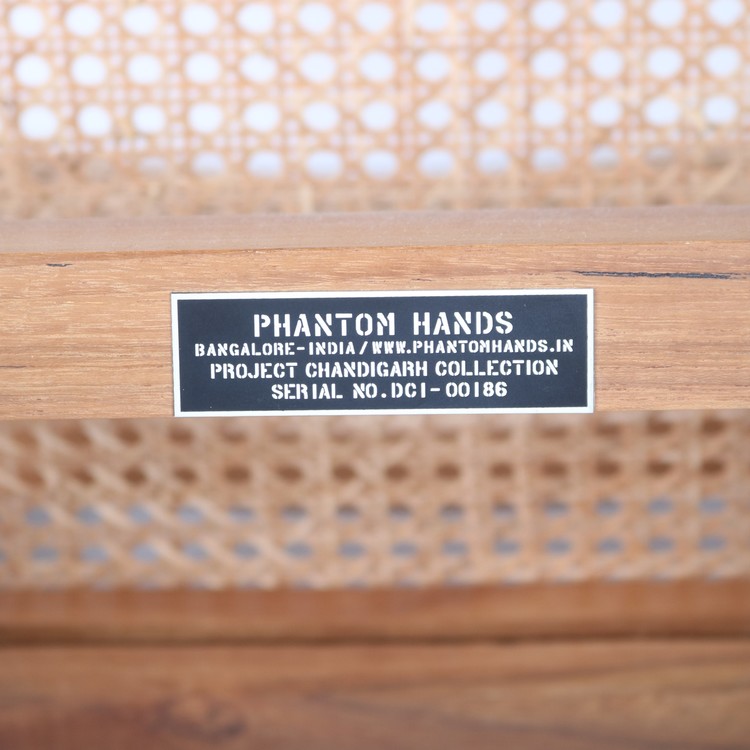 PHANTOM HANDS
BANGALORE-INDIA/WWW.PHANTOMHANDS.IN
PROJECT CHANDIGARH COLLECTION
SERIAL NO.DC1-00186